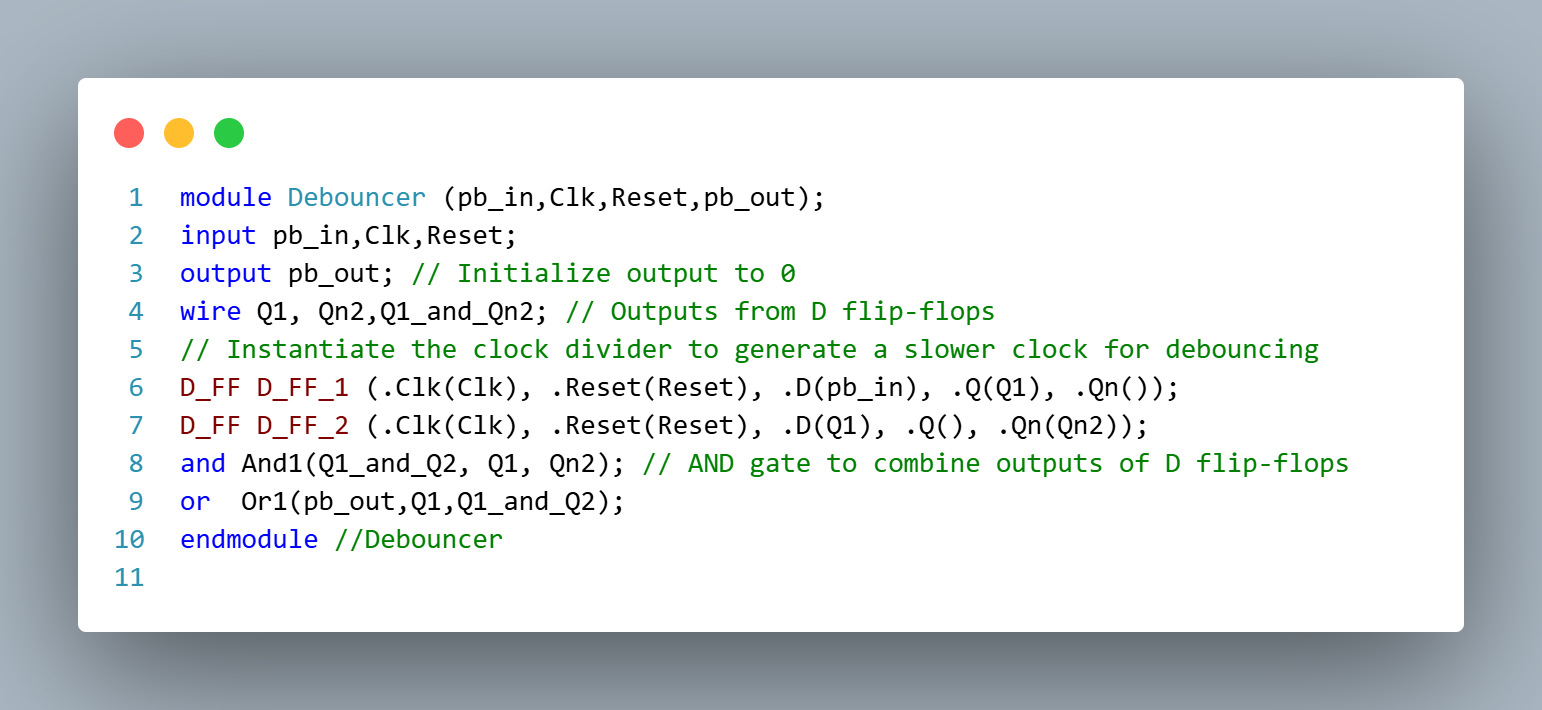 1 module Debouncer (pb_in,Clk,Reset,pb_out);
2 input pb_in,Clk,Reset;
3 output pb_out; // Initialize output to 0
4 wire Q1, Qn2,Q1_and_Qn2; // Outputs from D flip-flops
5 // Instantiate the clock divider to generate a slower clock for debouncing
6 D_FF D_FF_1 (.Clk(Clk), .Reset(Reset), .D(pb_in), .Q(Q1), .Qn());
7 D_FF D_FF_2 (.Clk(Clk), .Reset(Reset), .D(Q1), .Q(), .Qn(Qn2));
8 and And1(Q1_and_Q2, Q1, Qn2); // AND gate to combine outputs of D flip-flops
9 or  Or1(pb_out,Q1,Q1_and_Q2);
10 endmodule //Debouncer
11